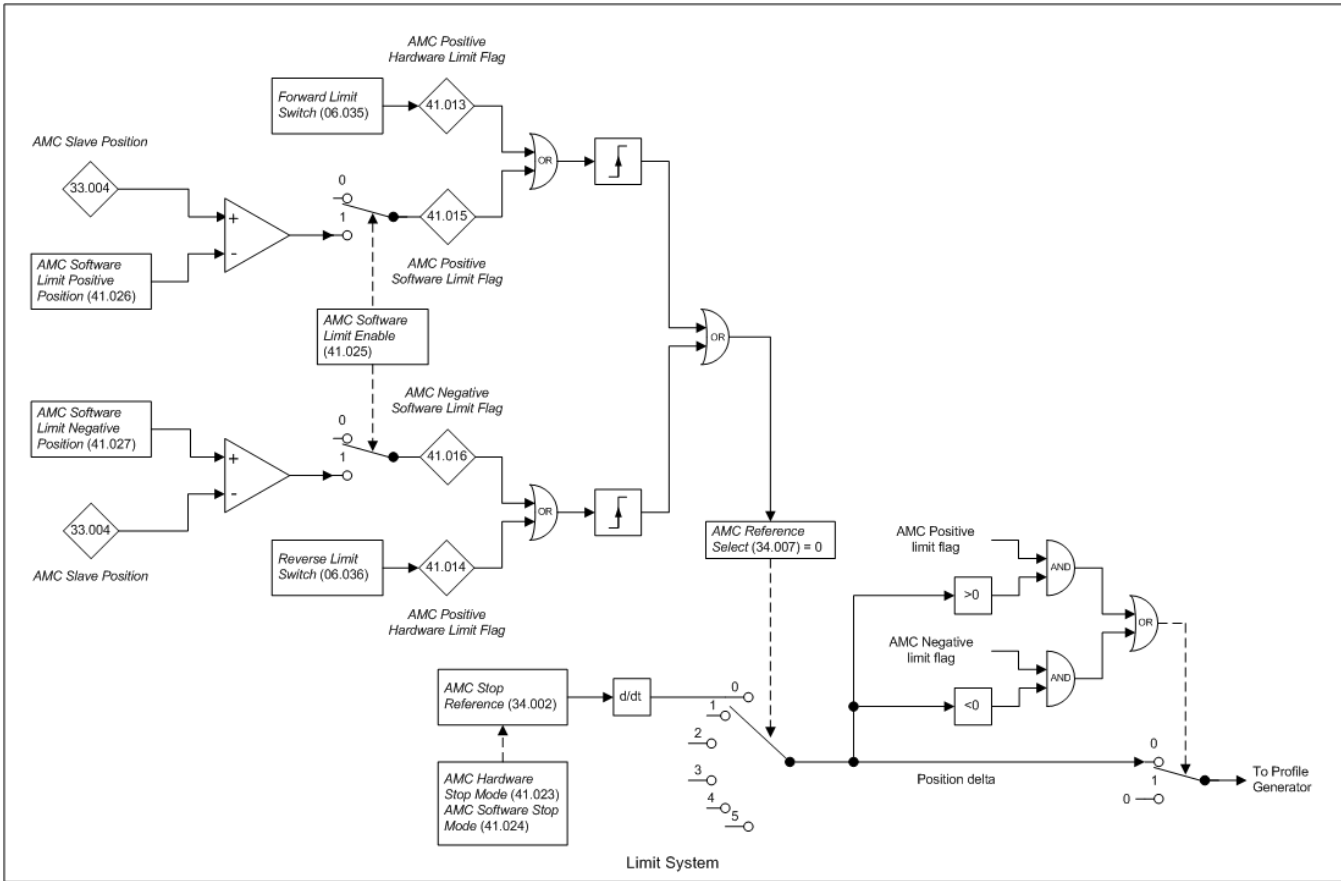 AMC Positive
Hardware Limit Flag
Forward Limit
Switch (06.035)
41.013
OR
AMC Slave Position
33.004
0
1
41.015
+
-
AMC Software
Limit Positive
Position (41.026)
AMC Positive
Software Limit Flag
AMC Software
Limit Enable
(41.025)
OR
AMC Negative
Software Limit Flag
AMC Software
Limit Negative
Position (41.027)
0
1
41.016
+
-
OR
33.004
AMC Slave Position
Reverse Limit
Switch (06.036)
41.014
AMC Positive
Hardware Limit Flag
AMC Reference
Select (34.007) = 0
AMC Positive
limit flag
AND
>0
OR
AMC Negative
limit flag
AND
<0
AMC Stop
Reference (34.002)
d/dt
0
1
2
3
4
5
AMC Hardware
Stop Mode (41.023)
AMC Software Stop
Mode (41.024)
Position delta
0
1
0
To Profile
Generator
Limit System